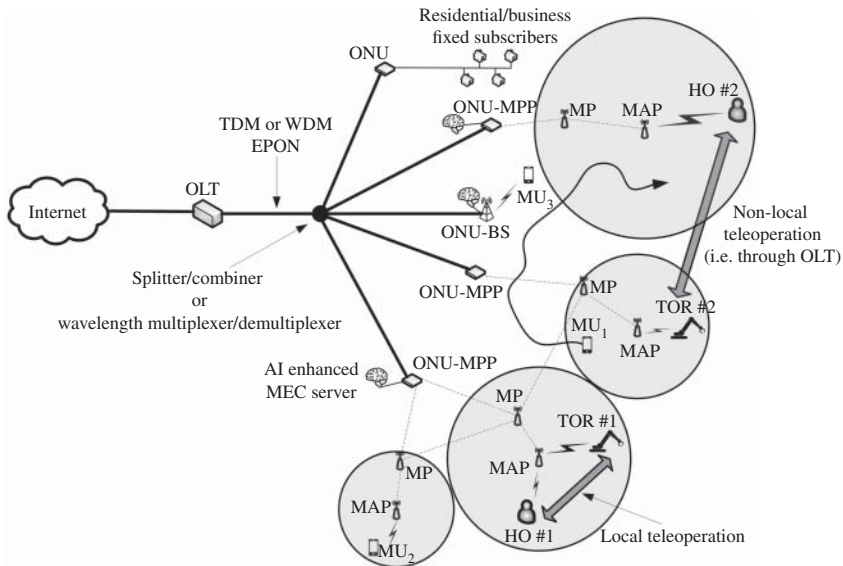 Residential/business
fixed subscribers
ONU
HO #2
ONU-MPP
MP
MAP
TDM or WDM
EPON
OLT
MU3
Internet
ONU-BS
Non-local
teleoperation
(i.e. through OLT)
Splitter/combiner
or
wavelength multiplexer/demultiplexer
ONU-MPP
MP
TOR #2
MU1
MAP
AI enhanced
MEC server
ONU-MPP
MP
TOR #1
MAP
MP
MAP
HO #1
Local teleoperation
MU2